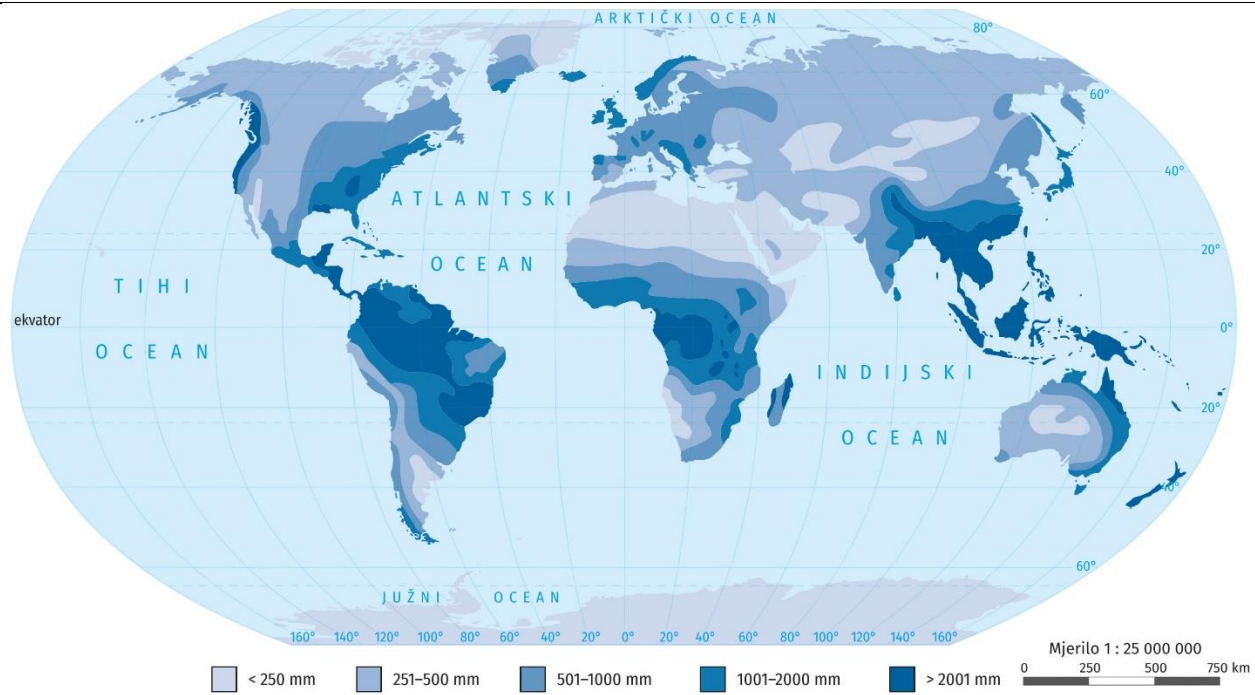 ARKTIČKI OCEAN
80°
60°
40°
ATLANTSKI
OCEAN
20°
TIHI
OCEAN
ekvator
0°
INDIJSKI
OCEAN
20°
40°
60°
JUŽNI OCEAN
160° 140° 120° 100° 80° 60° 40° 20° 0° 20° 40° 60° 80° 100° 120° 140° 160°
Mjerilo 1 : 25 000 000
0 250 500 750 km
< 250 mm 251–500 mm 501–1000 mm 1001–2000 mm > 2001 mm